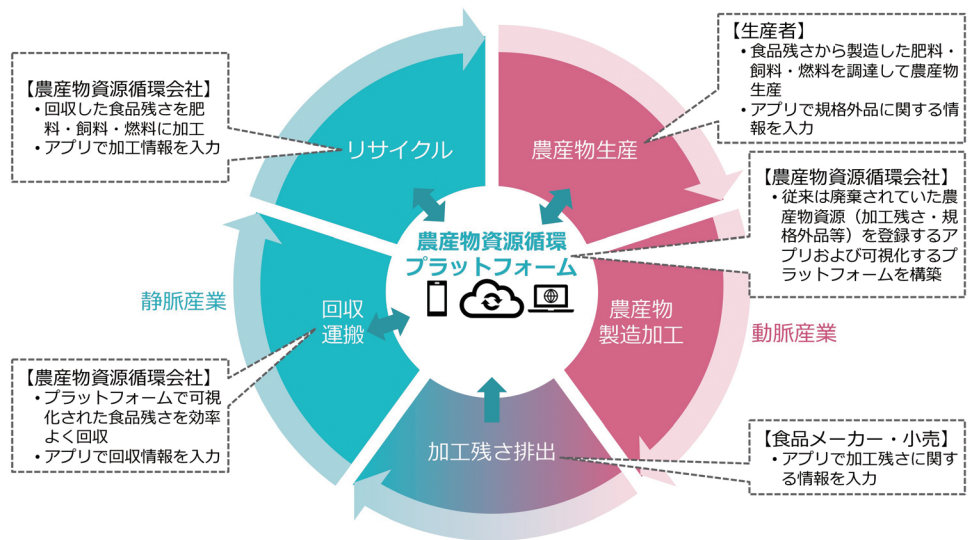 【農産物資源循環会社】
・回収した食品残さを肥
料・飼料・燃料に加工
・アプリで加工情報を入力
【生産者】
・食品残さから製造した肥料・
飼料・燃料を調達して農産物
生産
・アプリで規格外品に関する情
報を入力
リサイクル
農産物生産
【農産物資源循環会社】
・従来は廃棄されていた農
産物資源（加工残さ・規
格外品等）を登録するア
プリおよび可視化するプ
ラットフォームを構築
農産物資源循環
プラットフォーム
静脈産業
回収
運搬
農産物
製造加工
動脈産業
【農産物資源循環会社】
・プラットフォームで可視
化された食品残さを効率
よく回収
・アプリで回収情報を入力
加工残さ排出
【食品メーカー・小売】
・アプリで加工残さに関す
る情報を入力